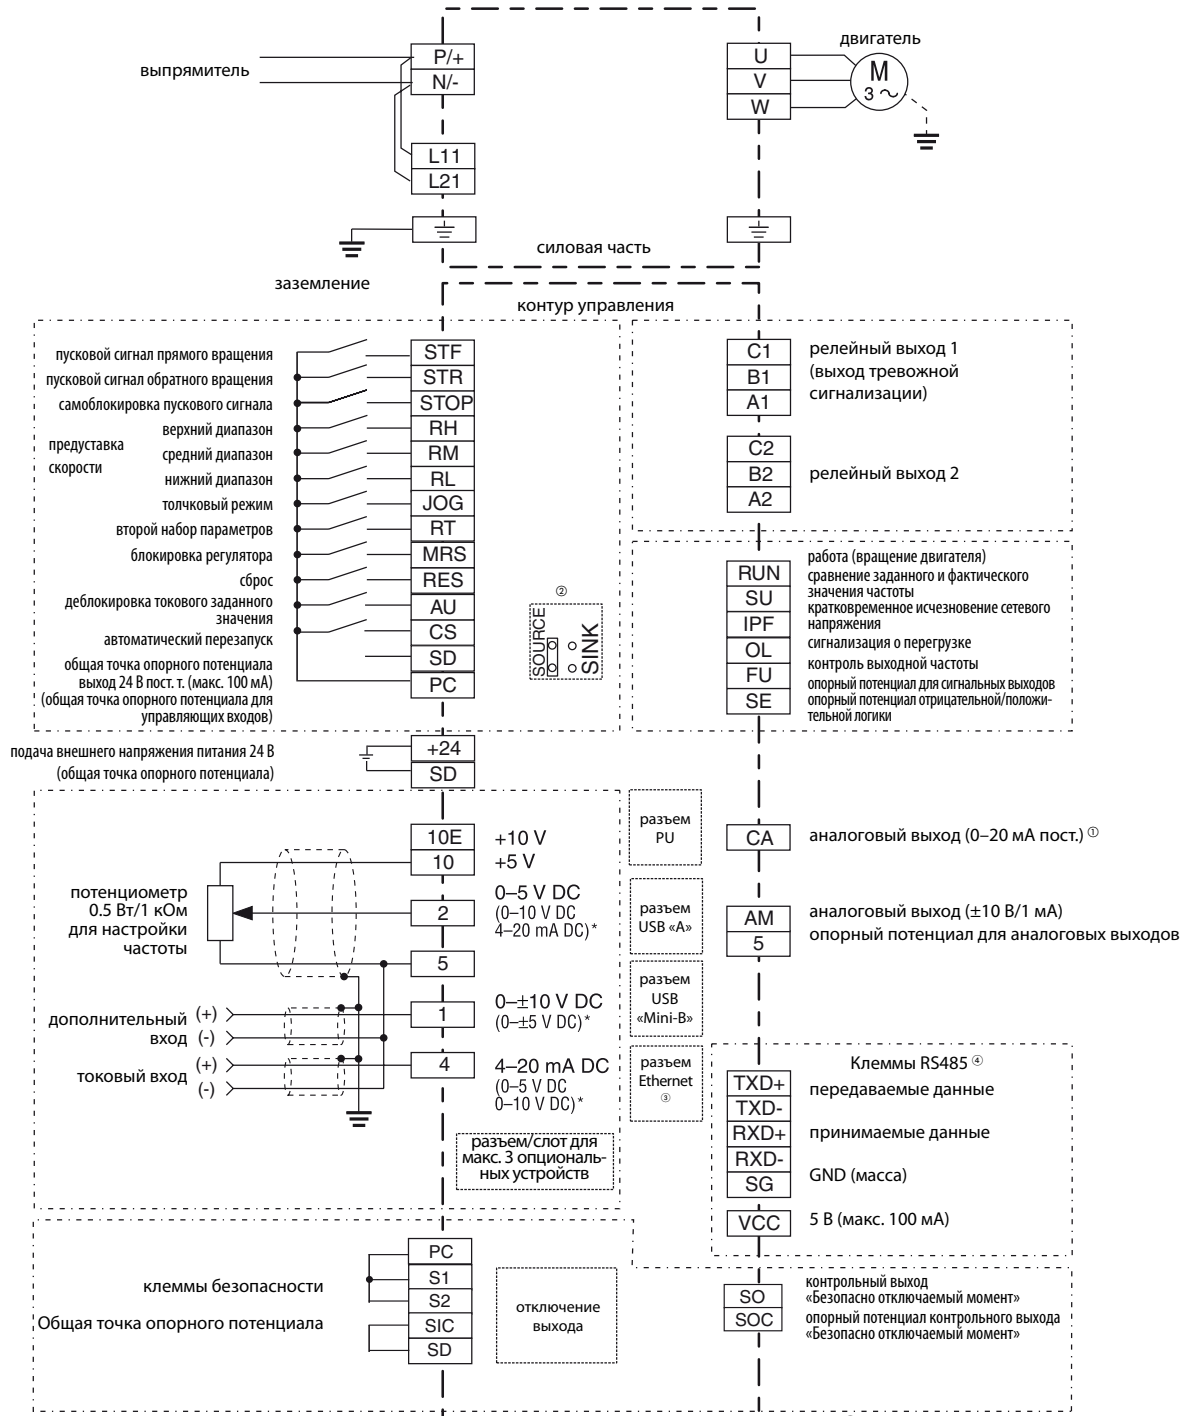 двигатель
выпрямитель
P/+
N/-
L11
L21
U
V
W
M
3 ~
силовая часть
заземление
контур управления
пусковой сигнал прямого вращения
STF
пусковой сигнал обратного вращения
STR
самоблокировка пускового сигнала
STOP
предуставка
скорости
верхний диапазон
RH
средний диапазон
RM
нижний диапазон
RL
толчковый режим
JOG
второй набор параметров
RT
блокировка регулятора
MRS
сброс
RES
деблокировка токового заданного
значения
AU
автоматический перезапуск
CS
SD
общая точка опорного потенциала
выход 24 В пост. т. (макс. 100 мА)
(общая точка опорного потенциала для
управляющих входов)
PC
②
SOURCE
SINK
C1
B1
A1
релейный выход 1
(выход тревожной
сигнализации)
C2
B2
A2
релейный выход 2
RUN
SU
IPF
OL
FU
SE
работа (вращение двигателя)
сравнение заданного и фактического
значения частоты
кратковременное исчезновение сетевого
напряжения
сигнализация о перегрузке
контроль выходной частоты
опорный потенциал для сигнальных выходов
опорный потенциал отрицательной/положи-
тельной логики
подача внешнего напряжения питания 24 В
(общая точка опорного потенциала)
+24
SD
10E
+10 V
10
+5 V
потенциометр
0.5 Вт/1 кОм
для настройки
частоты
2
0–5 V DC
(0–10 V DC
4–20 mA DC)*
5
дополнительный
вход
(+)
(-)
1
0–±10 V DC
(0–±5 V DC)*
токовый вход
(+)
(-)
4
4–20 mA DC
(0–5 V DC
0–10 V DC)*
разъем/слот для
макс. 3 опциональ-
ных устройств
разъем
PU
разъем
USB «A»
разъем
USB
«Mini-B»
разъем
Ethernet
③
CA
аналоговый выход (0–20 мА пост.) ①
AM
5
аналоговый выход (±10 В/1 мА)
опорный потенциал для аналоговых выходов
Клеммы RS485 ④
TXD+
TXD-
передаваемые данные
RXD+
RXD-
принимаемые данные
SG
GND (масса)
VCC
5 В (макс. 100 мА)
клеммы безопасности
Общая точка опорного потенциала
PC
S1
S2
SIC
SD
отключение
выхода
SO
SOC
контрольный выход
«Безопасно отключаемый момент»
опорный потенциал контрольного выхода
«Безопасно отключаемый момент»